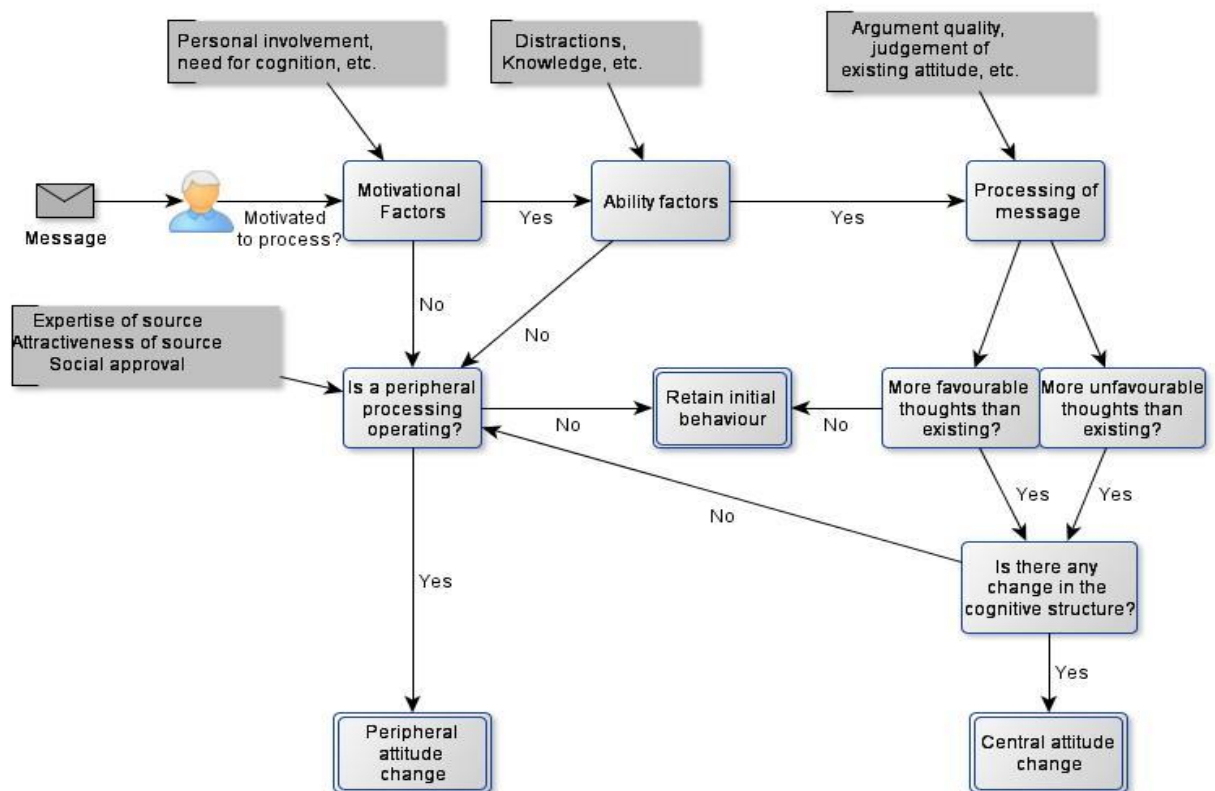 Personal involvement,
need for cognition, etc.
Distractions,
Knowledge, etc.
Argument quality,
judgement of
existing attitude, etc.
Message
Motivated
to process?
Motivational
Factors
Yes
Ability factors
Yes
Processing of
message
No
No
Expertise of source
Attractiveness of source
Social approval
Is a peripheral
processing
operating?
No
Retain initial
behaviour
No
More favourable
thoughts than
existing?
More unfavourable
thoughts than
existing?
Yes
Yes
No
Is there any
change in the
cognitive structure?
Yes
Yes
Peripheral
attitude
change
Central attitude
change